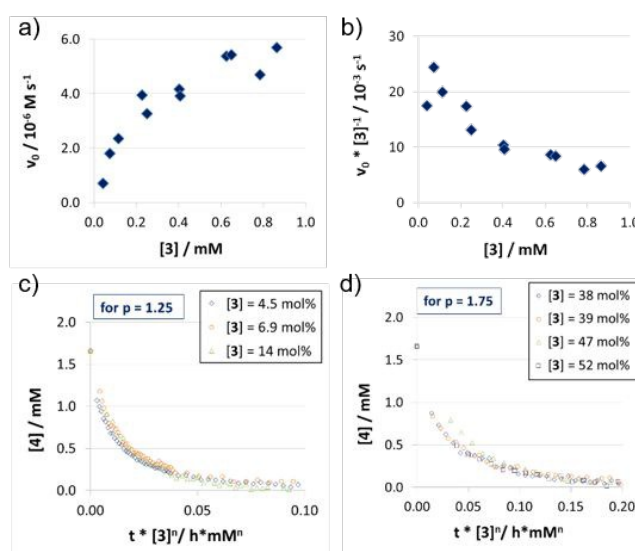 a)
6.0
4.0
2.0
0.0
v₀ / 10⁻⁶ M s⁻¹
0.0 0.2 0.4 0.6 0.8 1.0
[3] / mM
b)
30
20
10
0
v₀ * [3]⁻¹ / 10⁻³ s⁻¹
0.0 0.2 0.4 0.6 0.8 1.0
[3] / mM
c)
for p = 1.25
[3] = 4.5 mol%
[3] = 6.9 mol%
[3] = 14 mol%
2.0
1.5
1.0
0.5
0.0
[4] / mM
0.00 0.05 0.10
t * [3]ⁿ/ h*mMⁿ
d)
for p = 1.75
[3] = 38 mol%
[3] = 39 mol%
[3] = 47 mol%
[3] = 52 mol%
2.0
1.5
1.0
0.5
0.0
[4] / mM
0.00 0.05 0.10 0.15 0.20
t * [3]ⁿ/ h*mMⁿ